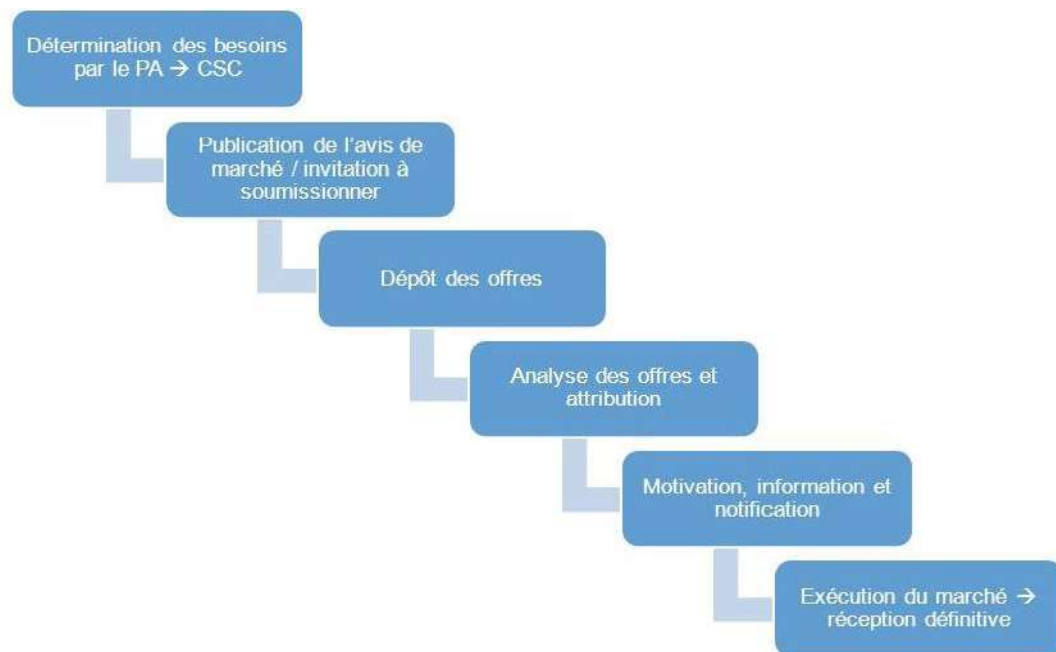 Détermination des besoins
par le PA → CSC
Publication de l'avis de
marché / invitation à
soumissionner
Dépôt des offres
Analyse des offres et
attribution
Motivation, information et
notification
Exécution du marché →
réception définitive